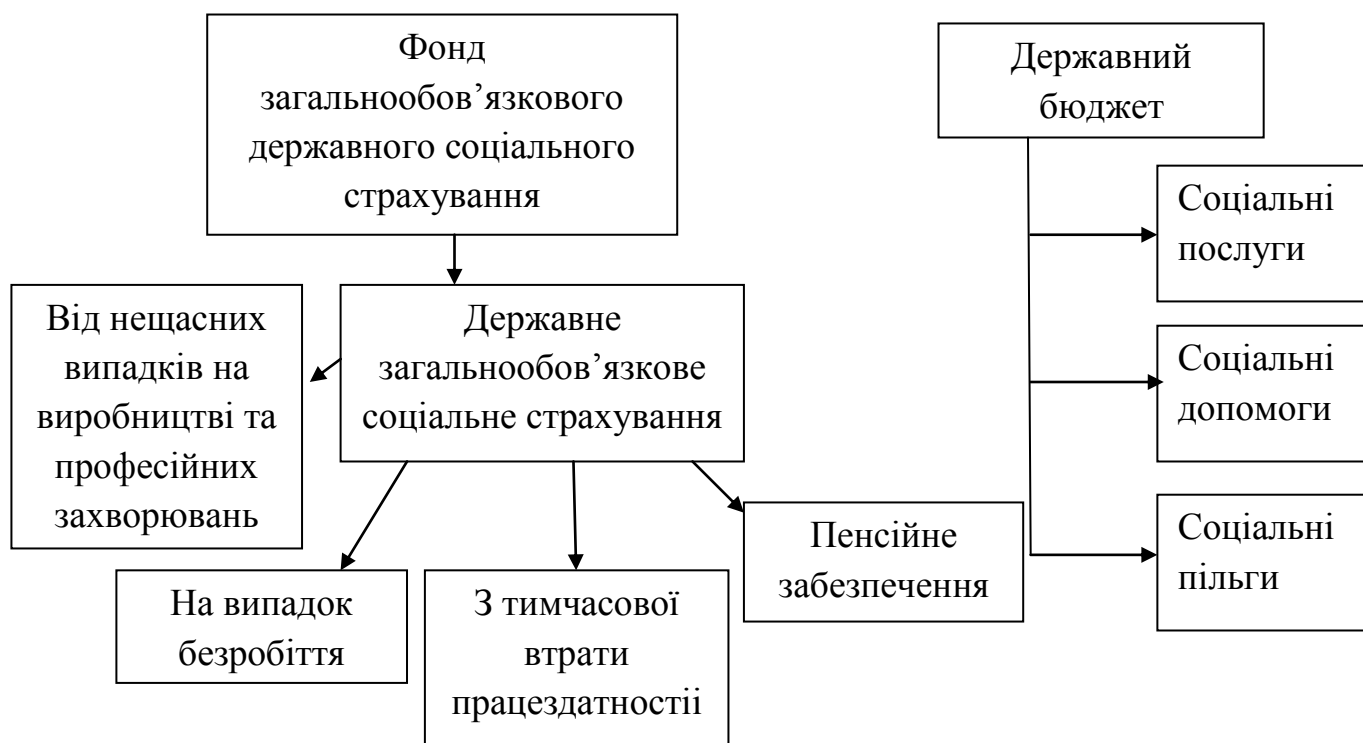 Фонд
загальнообов’язкового
державного соціального
страхування
Державний
бюджет
Соціальні
послуги
Від нещасних
випадків на
виробництві та
професійних
захворювань
Державне
загальнообов’язкове
соціальне страхування
Соціальні
допомоги
Пенсійне
забезпечення
Соціальні
пільги
На випадок
безробіття
З тимчасової
втрати
працездатностіі